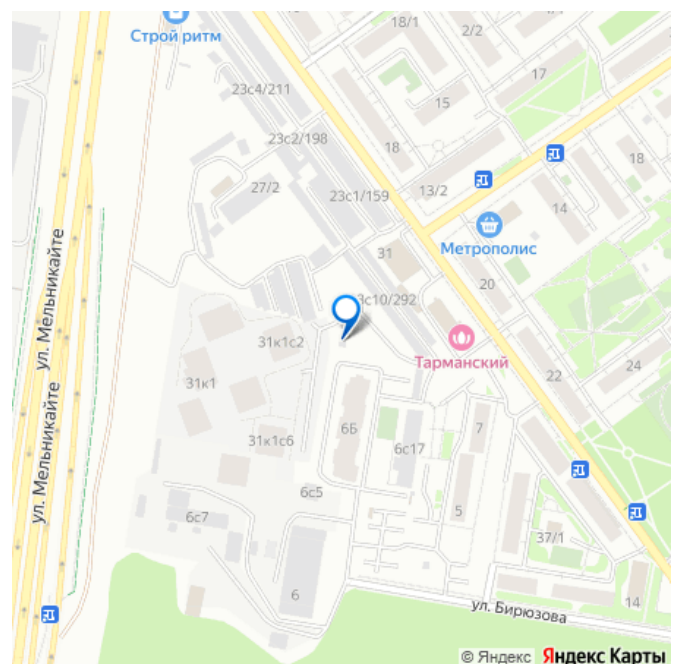 18/1
2/2
Строй ритм
17
23с4/211
15
23с2/198
18
18
27/2
23с1/159
13/2
14
31
Метрополис
ул. Мельникайте
20
3с10/292
31к1с2
Тарманский
24
31к1
22
ул. Мельникайте
6Б
7
31к1с6
6с17
6с5
6с7
5
37/1
6
14
ул. Бирюзова
© Яндекс Яндекс Карты